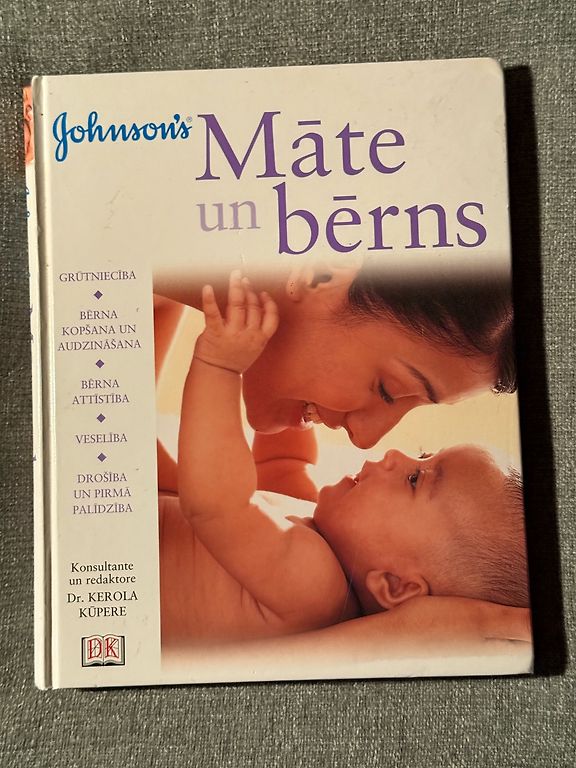 Johnson's®
Māte
un bērns
GRŪTNIECĪBA
BĒRNA
KOPŠANA UN
AUDZINĀŠANA
BĒRNA
ATTĪSTĪBA
VESELĪBA
DROŠĪBA
UN PIRMĀ
PALĪDZĪBA
Konsultante
un redaktore
Dr. KEROLA
KŪPERE
DK